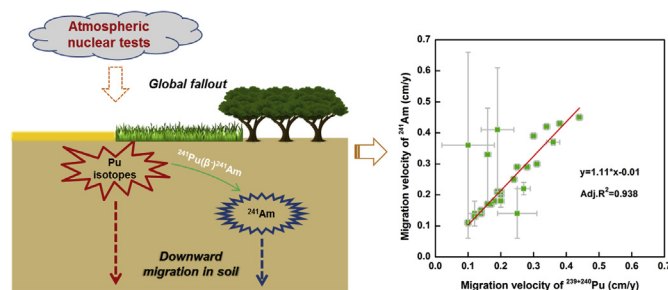 Atmospheric
nuclear tests
Global fallout
Pu
isotopes
²⁴¹Pu(β⁻)²⁴¹Am
²⁴¹Am
Downward
migration in soil
Migration velocity of ²⁴¹Am (cm/y)
0.7
0.6
0.5
0.4
0.3
0.2
0.1
y=1.11*x-0.01
Adj.R²=0.938
0.0 0.1 0.2 0.3 0.4 0.5 0.6 0.7
Migration velocity of ²³⁹⁺²⁴⁰Pu (cm/y)